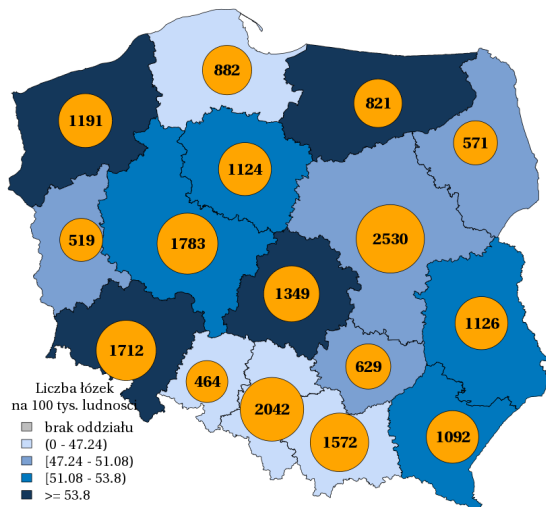 882
821
1191
571
1124
519
1783
2530
1349
1126
1712
629
464
2042
1092
1572
Liczba łózek
na 100 tys. ludności
brak oddziału
(0 - 47.24)
[47.24 - 51.08)
[51.08 - 53.8)
>= 53.8